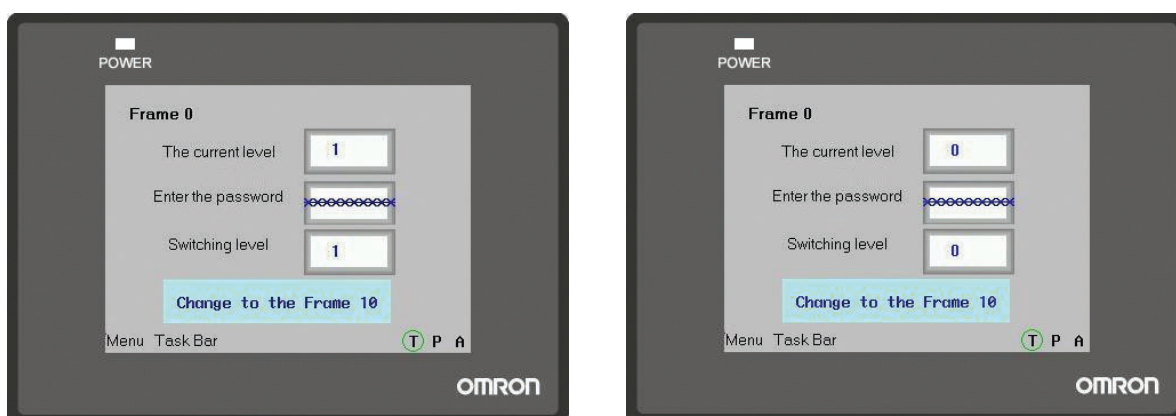 POWER
Frame 0
The current level
1
Enter the password
Switching level
1
Change to the Frame 10
Menu Task Bar
T P A
OMRON
POWER
Frame 0
The current level
0
Enter the password
Switching level
0
Change to the Frame 10
Menu Task Bar
T P A
OMRON